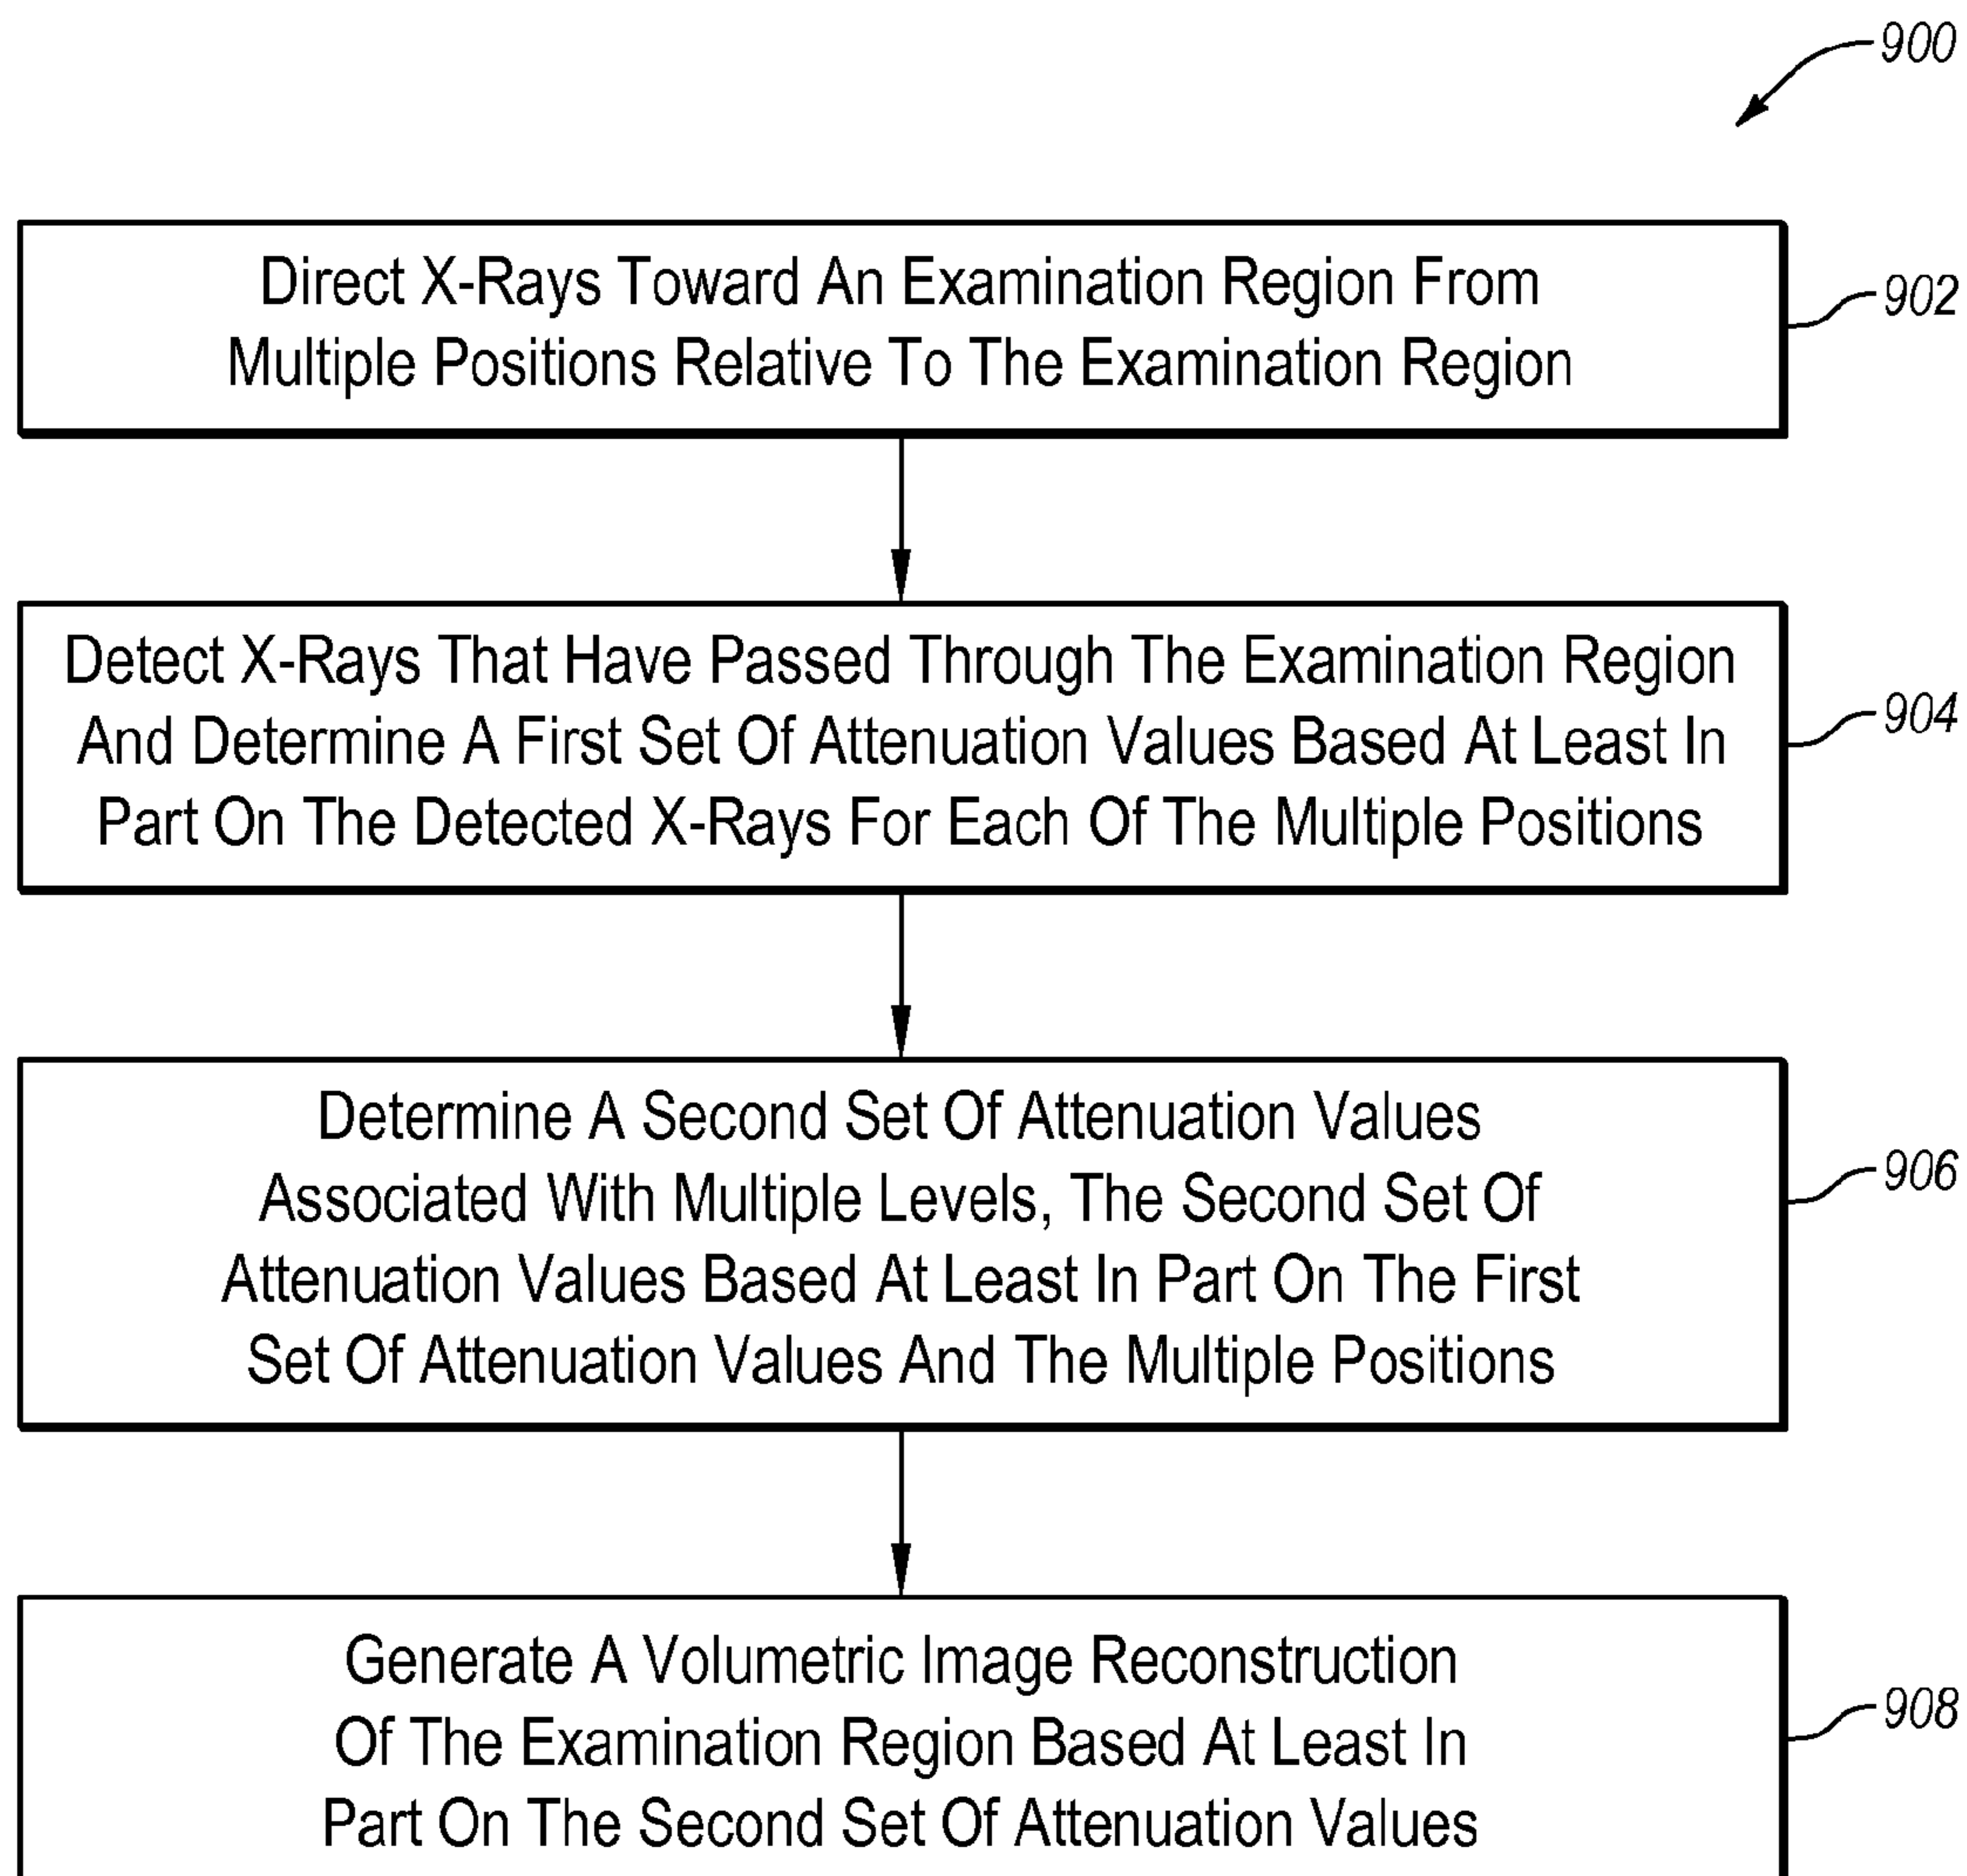 900
Direct X-Rays Toward An Examination Region From
Multiple Positions Relative To The Examination Region
902
Detect X-Rays That Have Passed Through The Examination Region
And Determine A First Set Of Attenuation Values Based At Least In
Part On The Detected X-Rays For Each Of The Multiple Positions
904
Determine A Second Set Of Attenuation Values
Associated With Multiple Levels, The Second Set Of
Attenuation Values Based At Least In Part On The First
Set Of Attenuation Values And The Multiple Positions
906
Generate A Volumetric Image Reconstruction
Of The Examination Region Based At Least In
Part On The Second Set Of Attenuation Values
908